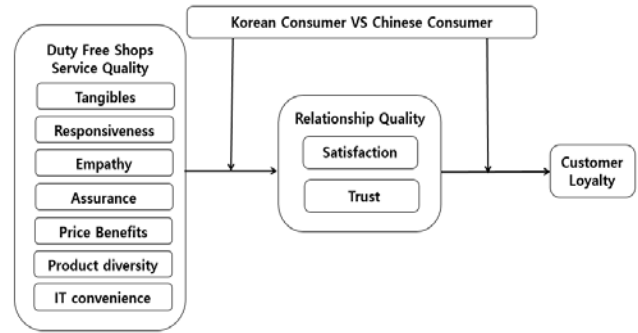 Korean Consumer VS Chinese Consumer
Duty Free Shops
Service Quality
Tangibles
Responsiveness
Empathy
Assurance
Price Benefits
Product diversity
IT convenience
Relationship Quality
Satisfaction
Trust
Customer
Loyalty